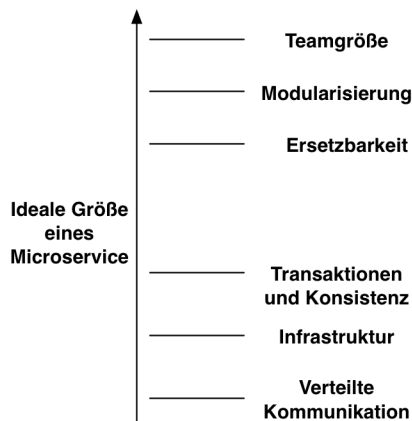 Teamgröße
Modularisierung
Ersetzbarkeit
Ideale Größe
eines
Microservice
Transaktionen
und Konsistenz
Infrastruktur
Verteilte
Kommunikation